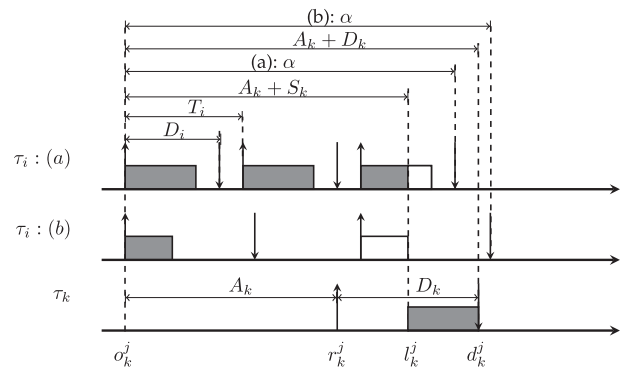 (b): α
A_k + D_k
(a): α
A_k + S_k
T_i
D_i
τ_i : (a)
τ_i : (b)
τ_k
A_k
D_k
o_k^j
r_k^j
l_k^j
d_k^j